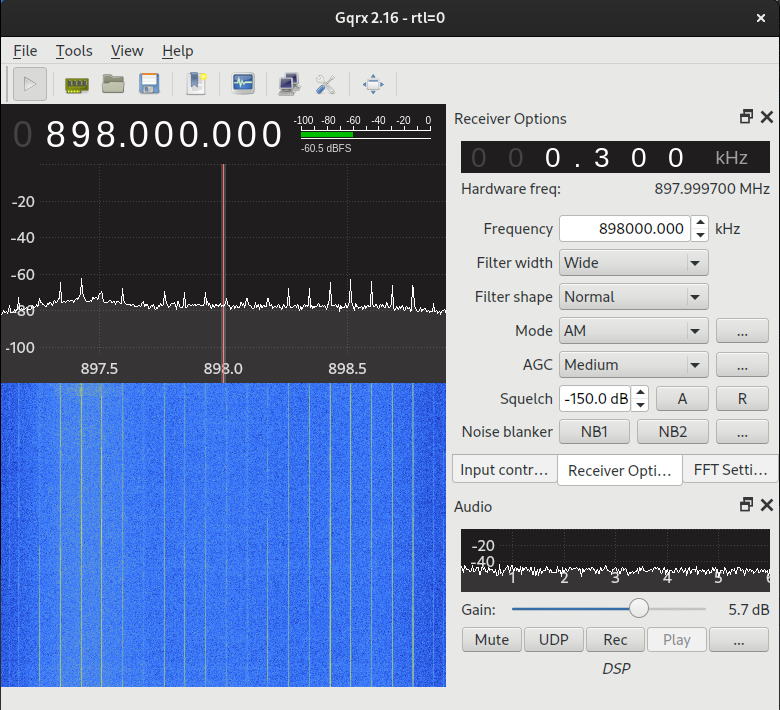 Gqrx 2.16 - rtl=0
×
File Tools View Help
0 898.000.000
-100 -80 -60 -40 -20 0
-60.5 dBFS
-20
-40
-60
-80
-100
897.5 898.0 898.5
Receiver Options
0 0 0.3 0 0 kHz
Hardware freq: 897.999700 MHz
Frequency 898000.000 kHz
Filter width Wide
Filter shape Normal
Mode AM ...
AGC Medium ...
Squelch -150.0 dB A R
Noise blanker NB1 NB2 ...
Input contr... Receiver Opti... FFT Setti...
Audio
-20
-40
1 2 3 4 5 6
Gain: 5.7 dB
Mute UDP Rec Play ...
DSP